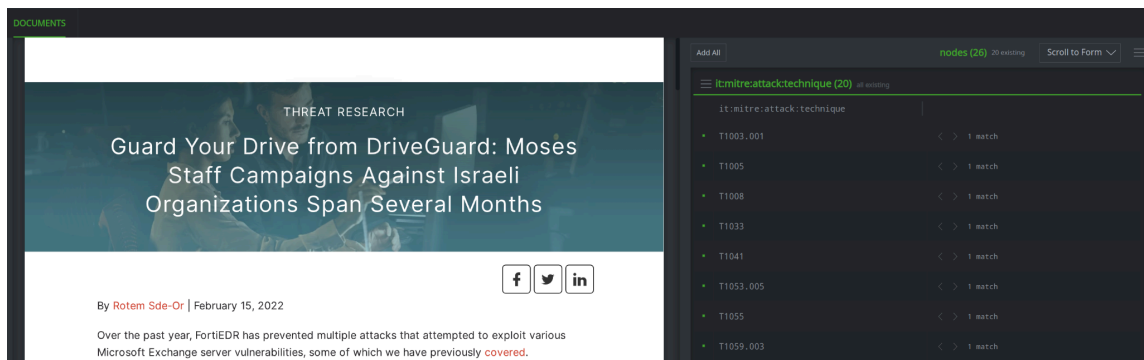 DOCUMENTS
THREAT RESEARCH
Guard Your Drive from DriveGuard: Moses
Staff Campaigns Against Israeli
Organizations Span Several Months
By Rotem Sde-Or | February 15, 2022
Over the past year, FortiEDR has prevented multiple attacks that attempted to exploit various
Microsoft Exchange server vulnerabilities, some of which we have previously covered.
Add All
nodes (26) 20 existing
Scroll to Form
it:mitre:attack:technique (20) all existing
it:mitre:attack:technique
T1003.001 < > 1 match
T1005 < > 1 match
T1008 < > 1 match
T1033 < > 1 match
T1041 < > 1 match
T1053.005 < > 1 match
T1055 < > 1 match
T1059.003 < > 1 match